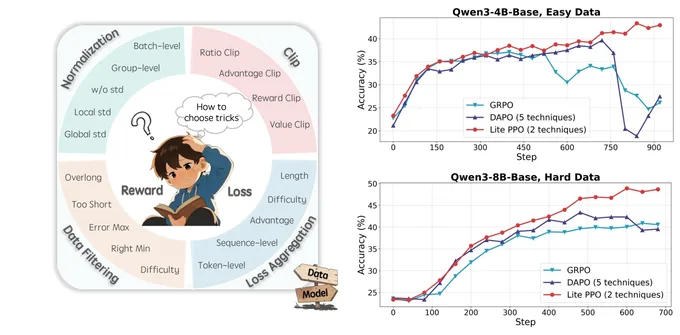 Normalization
Batch-level
Group-level
w/o std
Local std
Global std
Clip
Ratio Clip
Advantage Clip
Reward Clip
Value Clip
How to
choose tricks
Reward
Loss
Data Filtering
Overlong
Too Short
Error Max
Right Min
Difficulty
Loss Aggregation
Length
Difficulty
Advantage
Sequence-level
Token-level
Data
Model
Qwen3-4B-Base, Easy Data
Accuracy (%)
40
35
30
25
20
GRPO
DAPO (5 techniques)
Lite PPO (2 techniques)
0 150 300 450 600 750 900
Step
Qwen3-8B-Base, Hard Data
Accuracy (%)
50
45
40
35
30
25
GRPO
DAPO (5 techniques)
Lite PPO (2 techniques)
0 100 200 300 400 500 600 700
Step